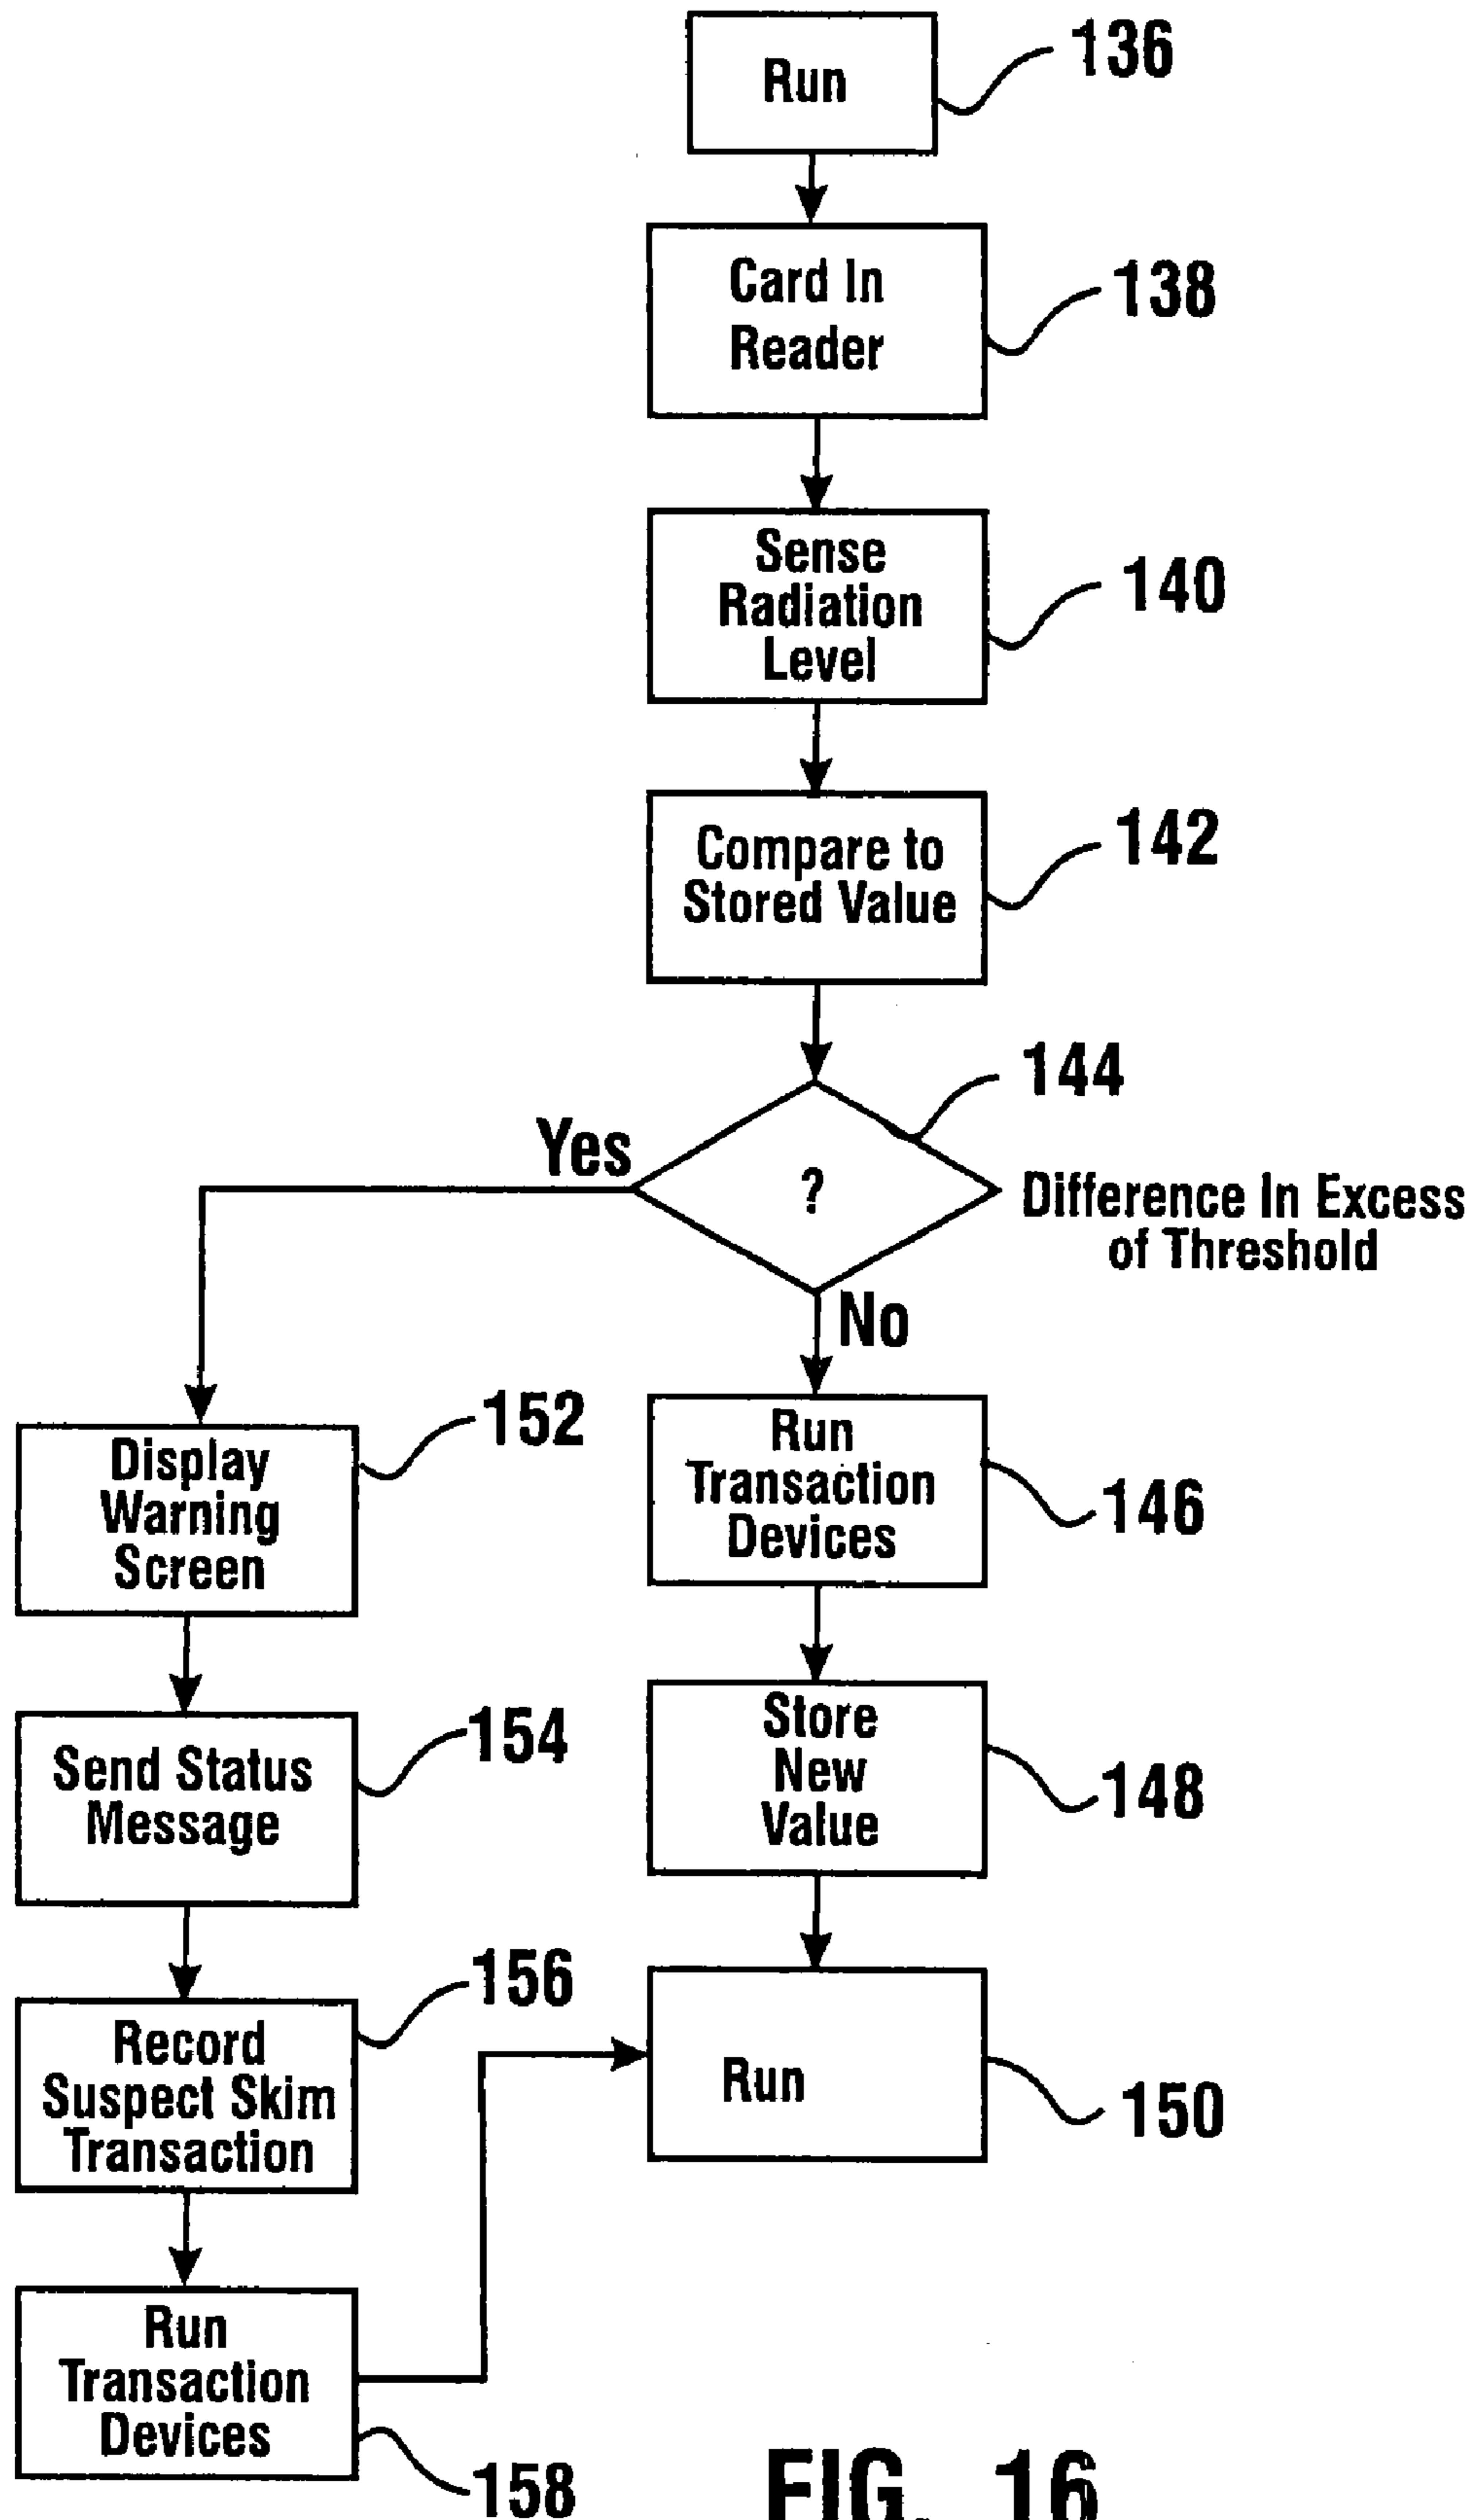 Run
136
Card In
Reader
138
Sense
Radiation
Level
140
Compare to
Stored Value
142
144
Yes
?
Difference In Excess
of Threshold
No
Display
Warning
Screen
152
Run
Transaction
Devices
146
Send Status
Message
154
Store
New
Value
148
Record
Suspect Skim
Transaction
156
Run
150
Run
Transaction
Devices
158
FIG. 16